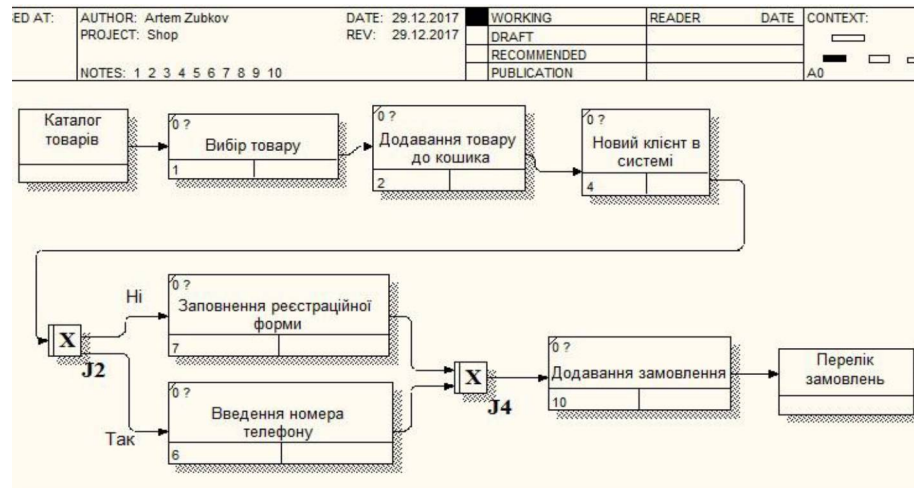 ED AT:
AUTHOR: Artem Zubkov
DATE: 29.12.2017
WORKING
READER
DATE
CONTEXT:
PROJECT: Shop
REV: 29.12.2017
DRAFT
RECOMMENDED
NOTES: 1 2 3 4 5 6 7 8 9 10
PUBLICATION
A0
Каталог
товарів
0 ?
Вибір товару
1
0 ?
Додавання товару
до кошика
2
0 ?
Новий клієнт в
системі
4
X
J2
Ні
0 ?
Заповнення реєстраційної
форми
7
Так
0 ?
Введення номера
телефону
6
X
J4
0 ?
Додавання замовлення
10
Перелік
замовлень